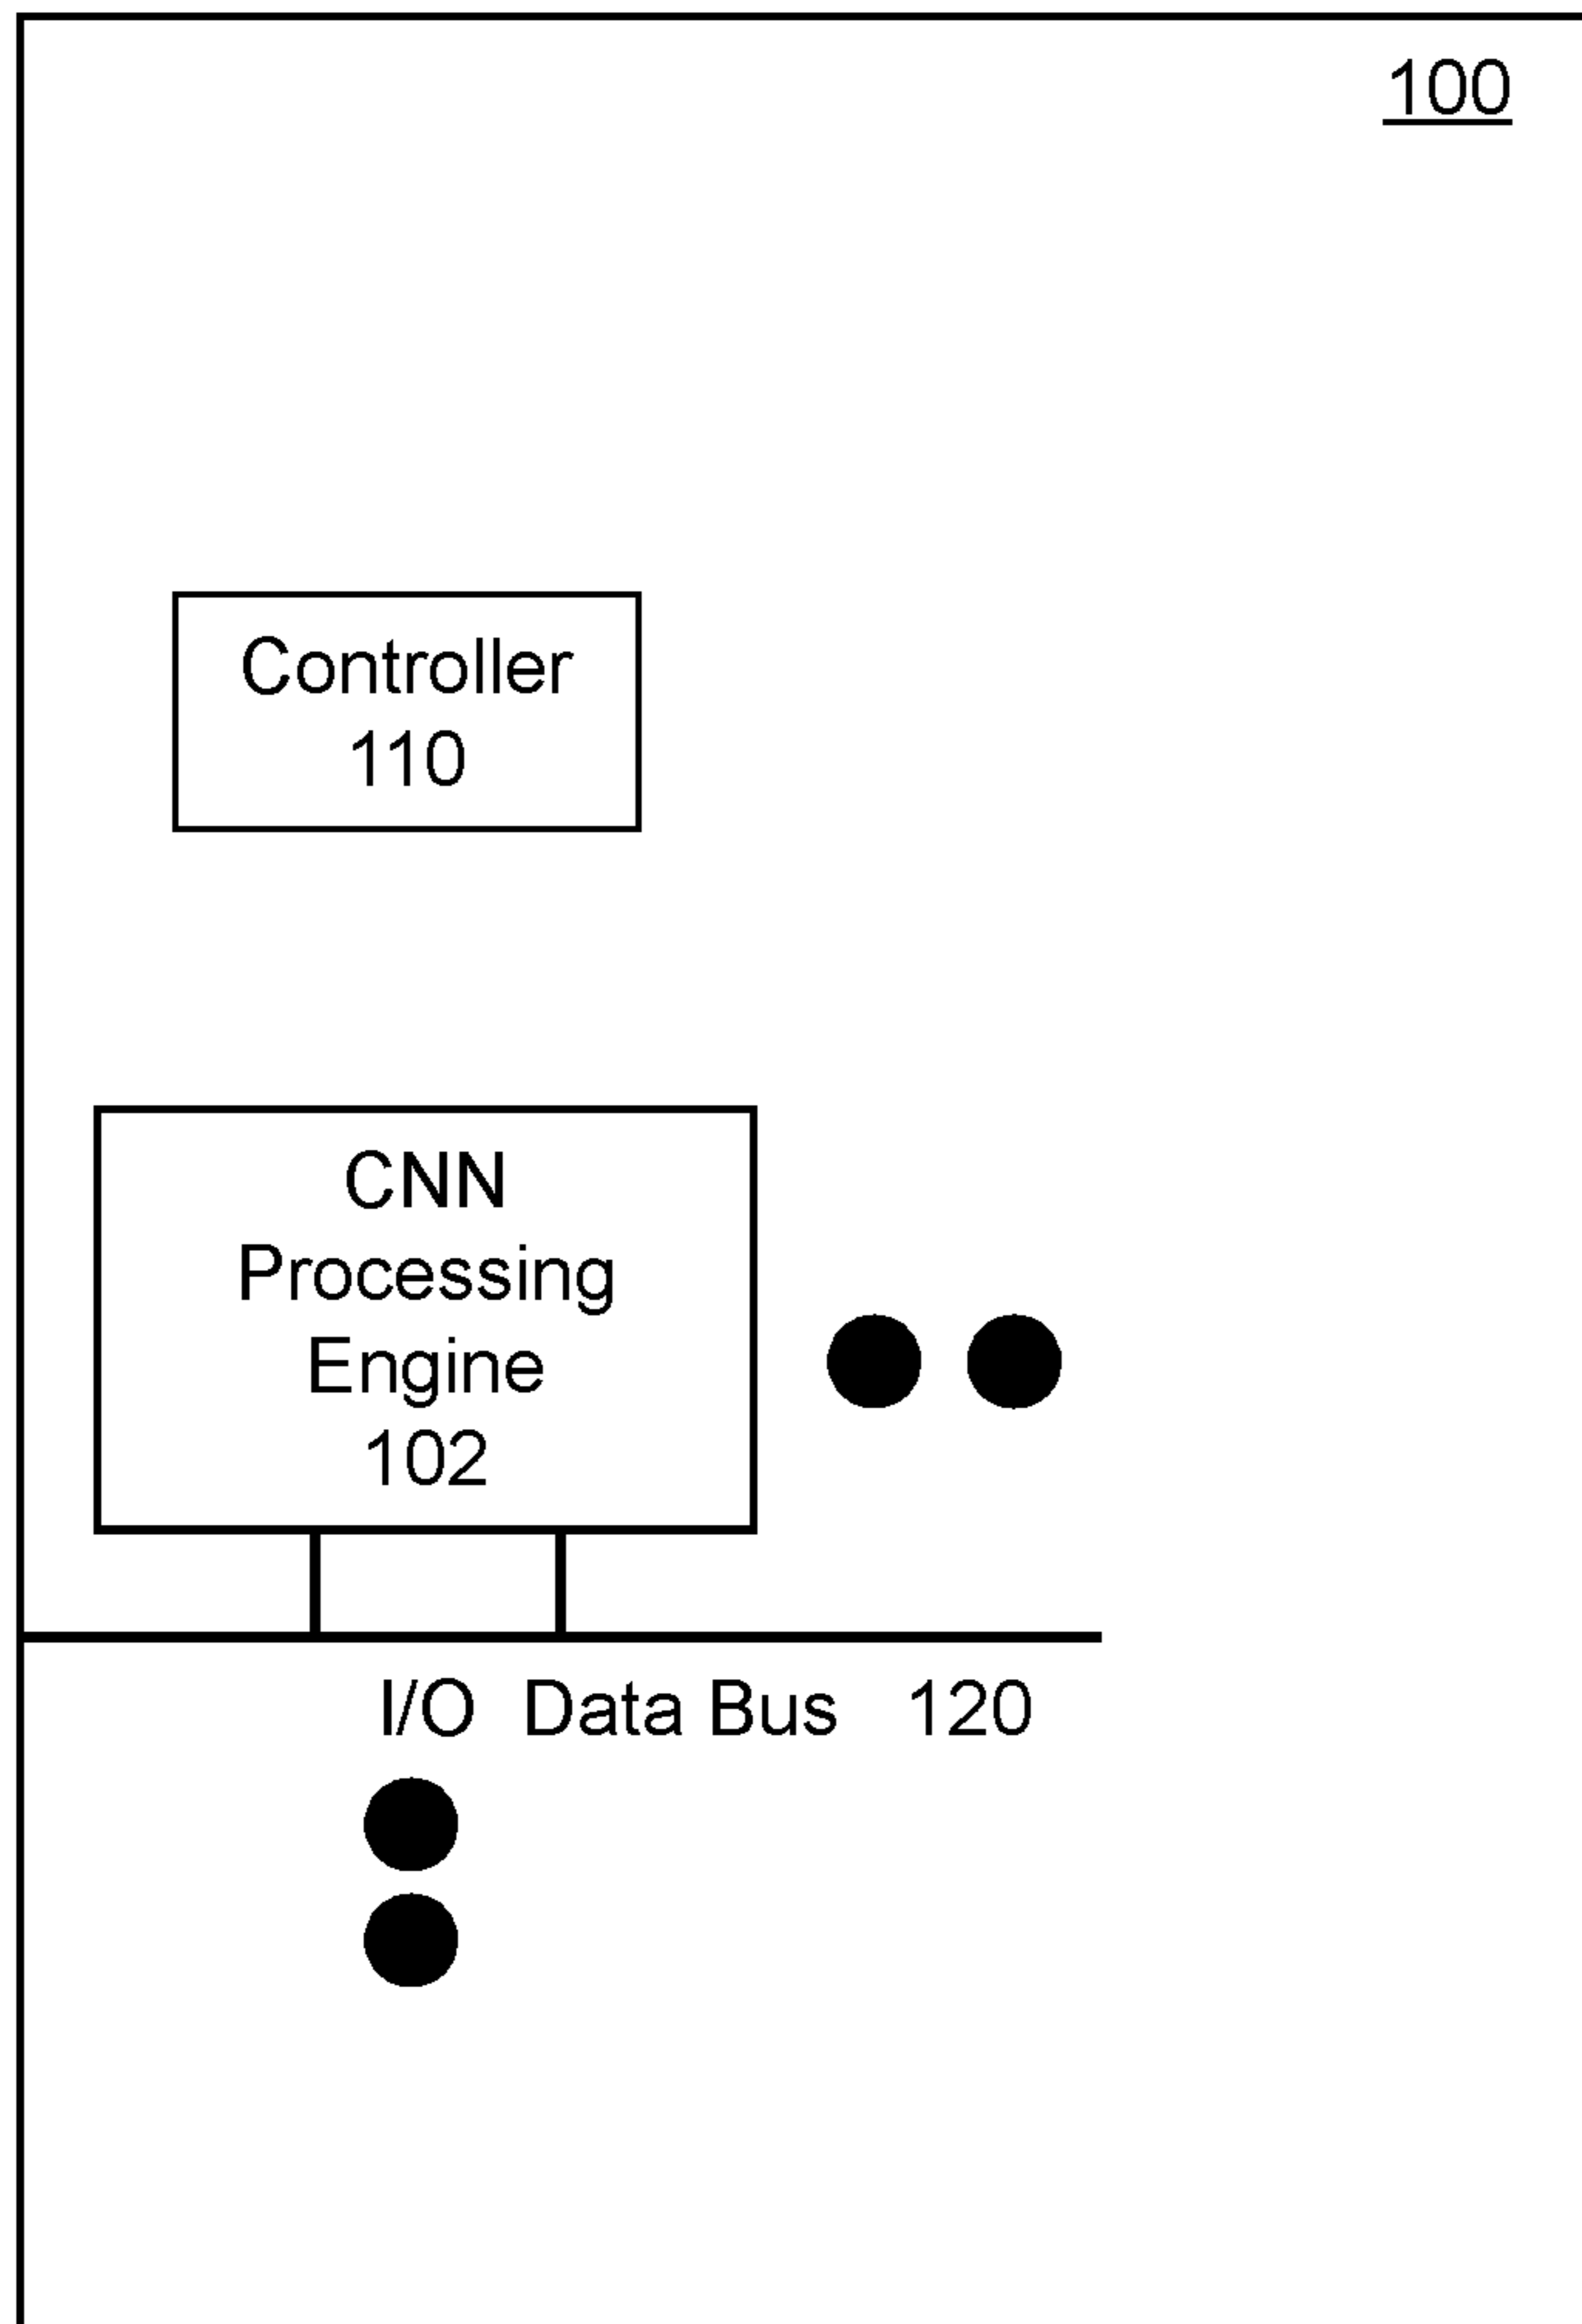 100
Controller
110
CNN
Processing
Engine
102
I/O Data Bus 120